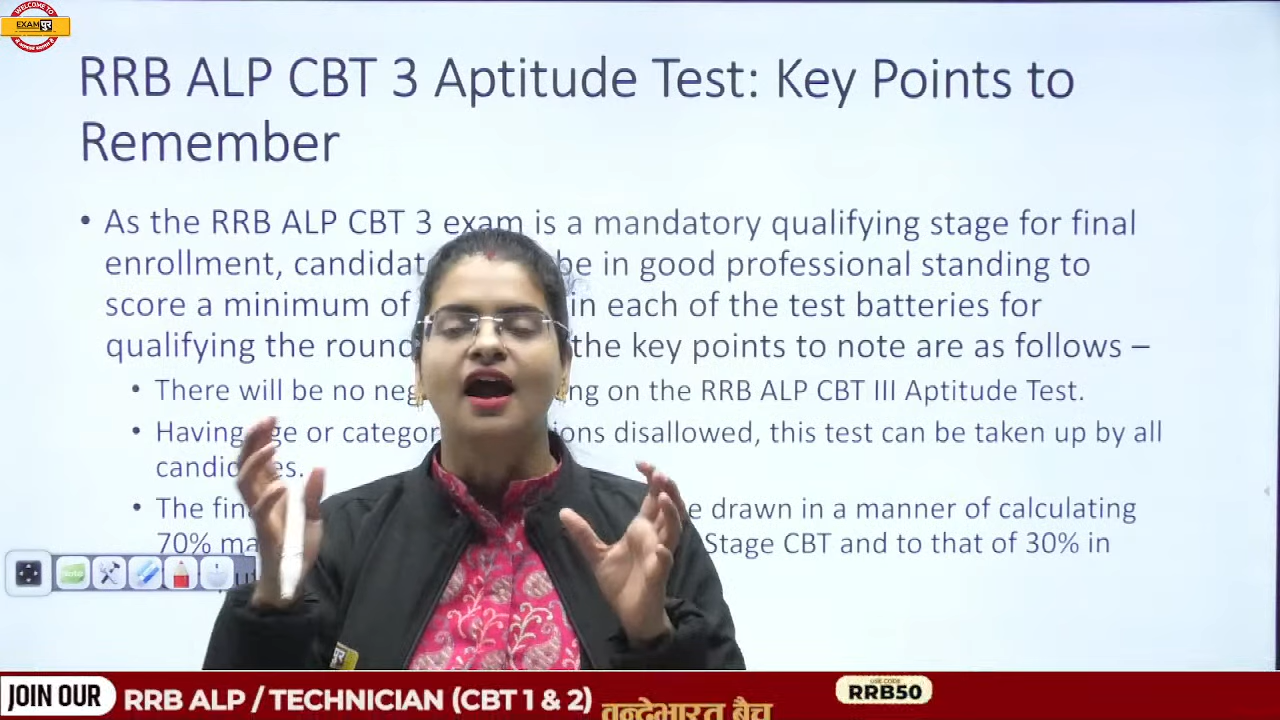 WELCOME TO
EXAMपुर
RRB ALP CBT 3 Aptitude Test: Key Points to
Remember
• As the RRB ALP CBT 3 exam is a mandatory qualifying stage for final
enrollment, be in good professional standing to
score a minimum of in each of the test batteries for
qualifying the round the key points to note are as follows –
• There will be no on the RRB ALP CBT III Aptitude Test.
• Having or disallowed, this test can be taken up by all
• The drawn in a manner of calculating
70% Stage CBT and to that of 30% in
JOIN OUR
RRB ALP / TECHNICIAN (CBT 1 & 2)
वन्देभारत बैच
USE CODE
RRB50